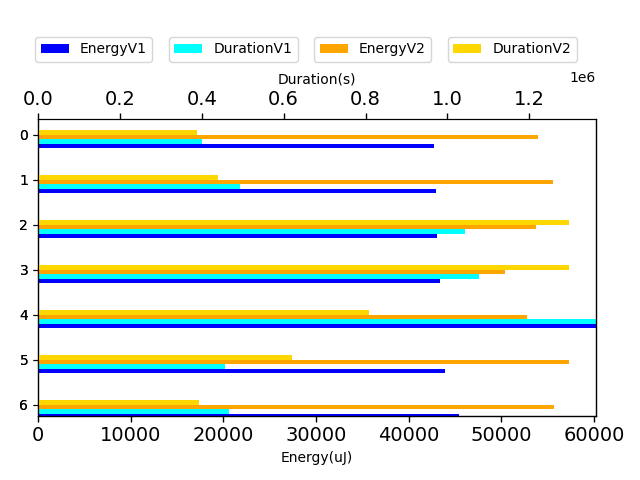 EnergyV1 DurationV1 EnergyV2 DurationV2
Duration(s)
1e6
0.0 0.2 0.4 0.6 0.8 1.0 1.2
0
1
2
3
4
5
6
0 10000 20000 30000 40000 50000 60000
Energy(uJ)